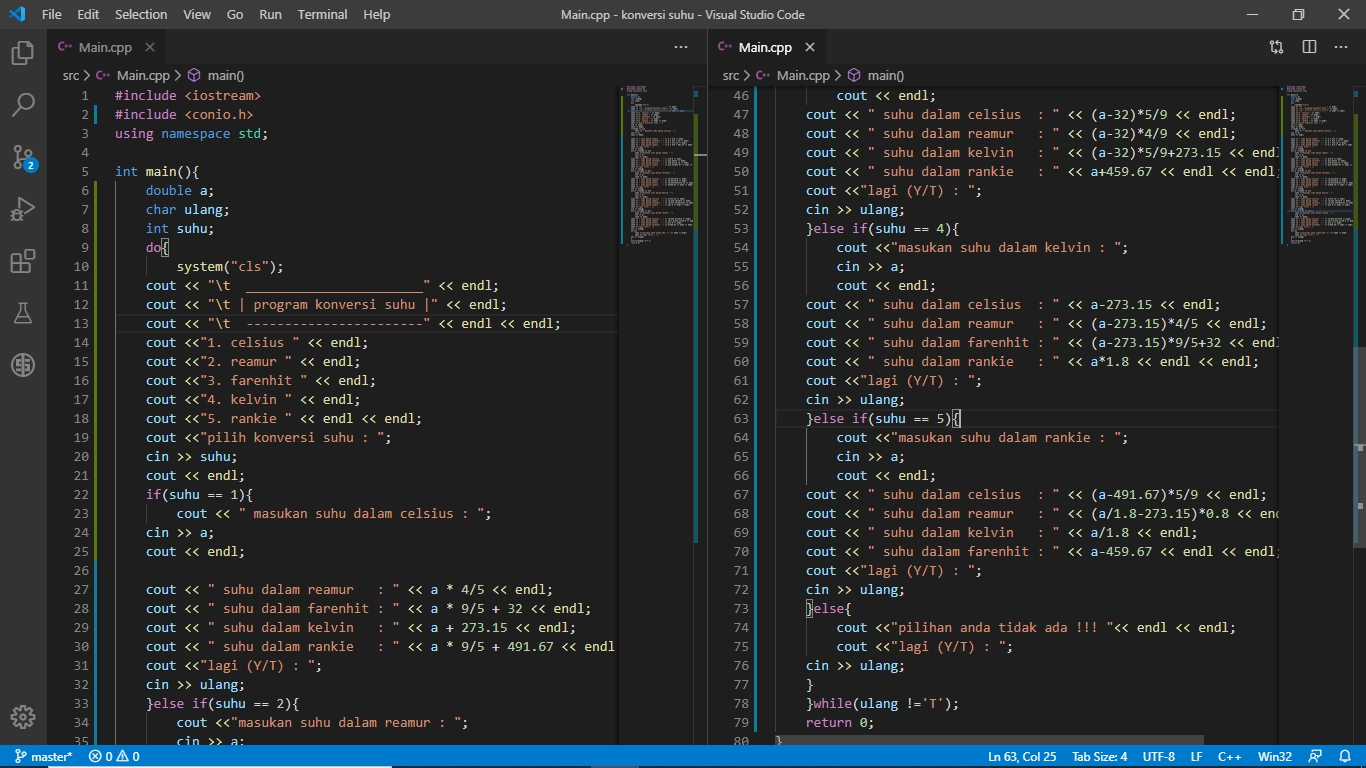 File Edit Selection View Go Run Terminal Help
Main.cpp - konversi suhu - Visual Studio Code
Main.cpp
src > Main.cpp > main()
1 #include <iostream>
2 #include <conio.h>
3 using namespace std;
4
5 int main(){
6 double a;
7 char ulang;
8 int suhu;
9 do{
10 system("cls");
11 cout << "\t _______________________" << endl;
12 cout << "\t | program konversi suhu |" << endl;
13 cout << "\t -----------------------" << endl << endl;
14 cout <<"1. celsius " << endl;
15 cout <<"2. reamur " << endl;
16 cout <<"3. farenhit " << endl;
17 cout <<"4. kelvin " << endl;
18 cout <<"5. rankie " << endl << endl;
19 cout <<"pilih konversi suhu : ";
20 cin >> suhu;
21 cout << endl;
22 if(suhu == 1){
23 cout << " masukan suhu dalam celsius : ";
24 cin >> a;
25 cout << endl;
26
27 cout << " suhu dalam reamur   : " << a * 4/5 << endl;
28 cout << " suhu dalam farenhit : " << a * 9/5 + 32 << endl;
29 cout << " suhu dalam kelvin   : " << a + 273.15 << endl;
30 cout << " suhu dalam rankie   : " << a * 9/5 + 491.67 << endl
31 cout <<"lagi (Y/T) : ";
32 cin >> ulang;
33 }else if(suhu == 2){
34 cout <<"masukan suhu dalam reamur : ";
35 cin >> a;
Main.cpp
src > Main.cpp > main()
46 cout << endl;
47 cout << " suhu dalam celsius  : " << (a-32)*5/9 << endl;
48 cout << " suhu dalam reamur   : " << (a-32)*4/9 << endl;
49 cout << " suhu dalam kelvin   : " << (a-32)*5/9+273.15 << endl
50 cout << " suhu dalam rankie   : " << a+459.67 << endl << endl;
51 cout <<"lagi (Y/T) : ";
52 cin >> ulang;
53 }else if(suhu == 4){
54 cout <<"masukan suhu dalam kelvin : ";
55 cin >> a;
56 cout << endl;
57 cout << " suhu dalam celsius  : " << a-273.15 << endl;
58 cout << " suhu dalam reamur   : " << (a-273.15)*4/5 << endl;
59 cout << " suhu dalam farenhit : " << (a-273.15)*9/5+32 << endl
60 cout << " suhu dalam rankie   : " << a*1.8 << endl << endl;
61 cout <<"lagi (Y/T) : ";
62 cin >> ulang;
63 }else if(suhu == 5){
64 cout <<"masukan suhu dalam rankie : ";
65 cin >> a;
66 cout << endl;
67 cout << " suhu dalam celsius  : " << (a-491.67)*5/9 << endl;
68 cout << " suhu dalam reamur   : " << (a/1.8-273.15)*0.8 << end
69 cout << " suhu dalam kelvin   : " << a/1.8 << endl;
70 cout << " suhu dalam farenhit : " << a-459.67 << endl << endl;
71 cout <<"lagi (Y/T) : ";
72 cin >> ulang;
73 }else{
74 cout <<"pilihan anda tidak ada !!! "<< endl << endl;
75 cout <<"lagi (Y/T) : ";
76 cin >> ulang;
77 }
78 }while(ulang !='T');
79 return 0;
80 }
2
master* 0 0 Ln 63, Col 25 Tab Size: 4 UTF-8 LF C++ Win32